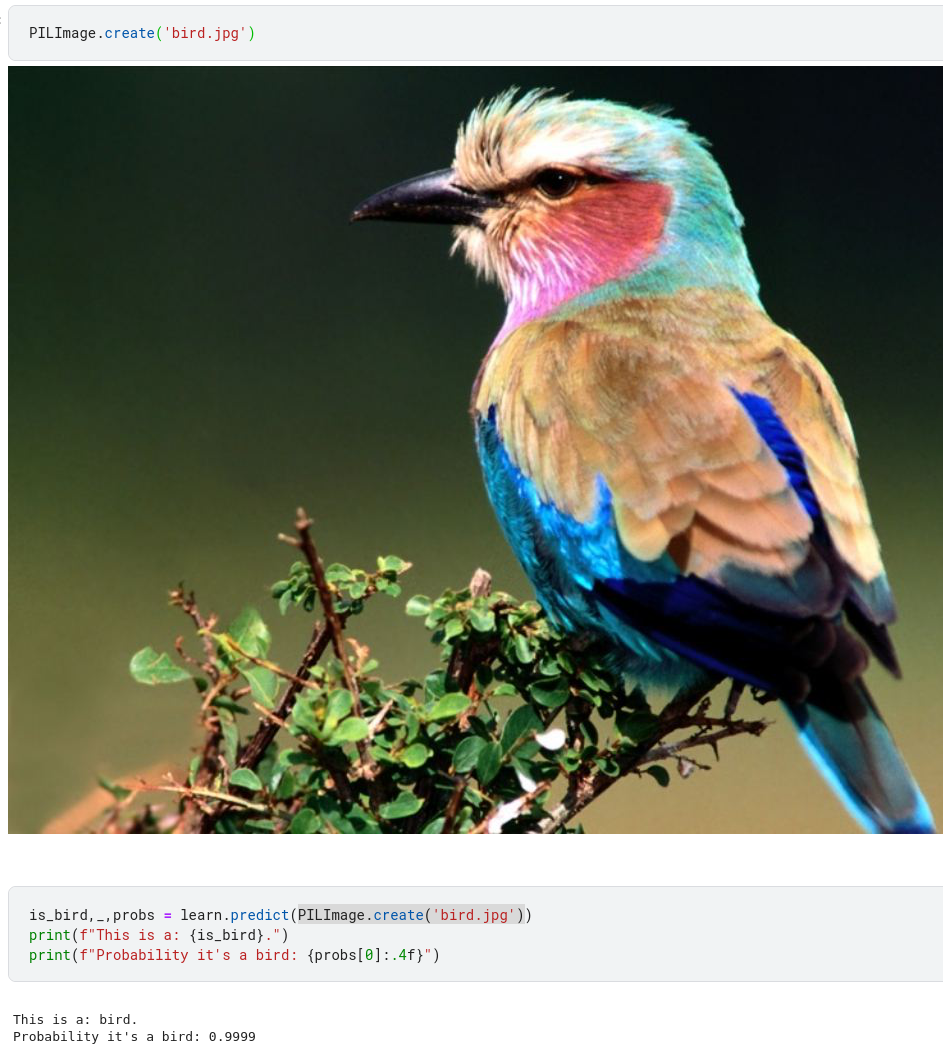 PILImage.create('bird.jpg')
is_bird,_,probs = learn.predict(PILImage.create('bird.jpg'))
print(f"This is a: {is_bird}.")
print(f"Probability it's a bird: {probs[0]:.4f}")
This is a: bird.
Probability it's a bird: 0.9999